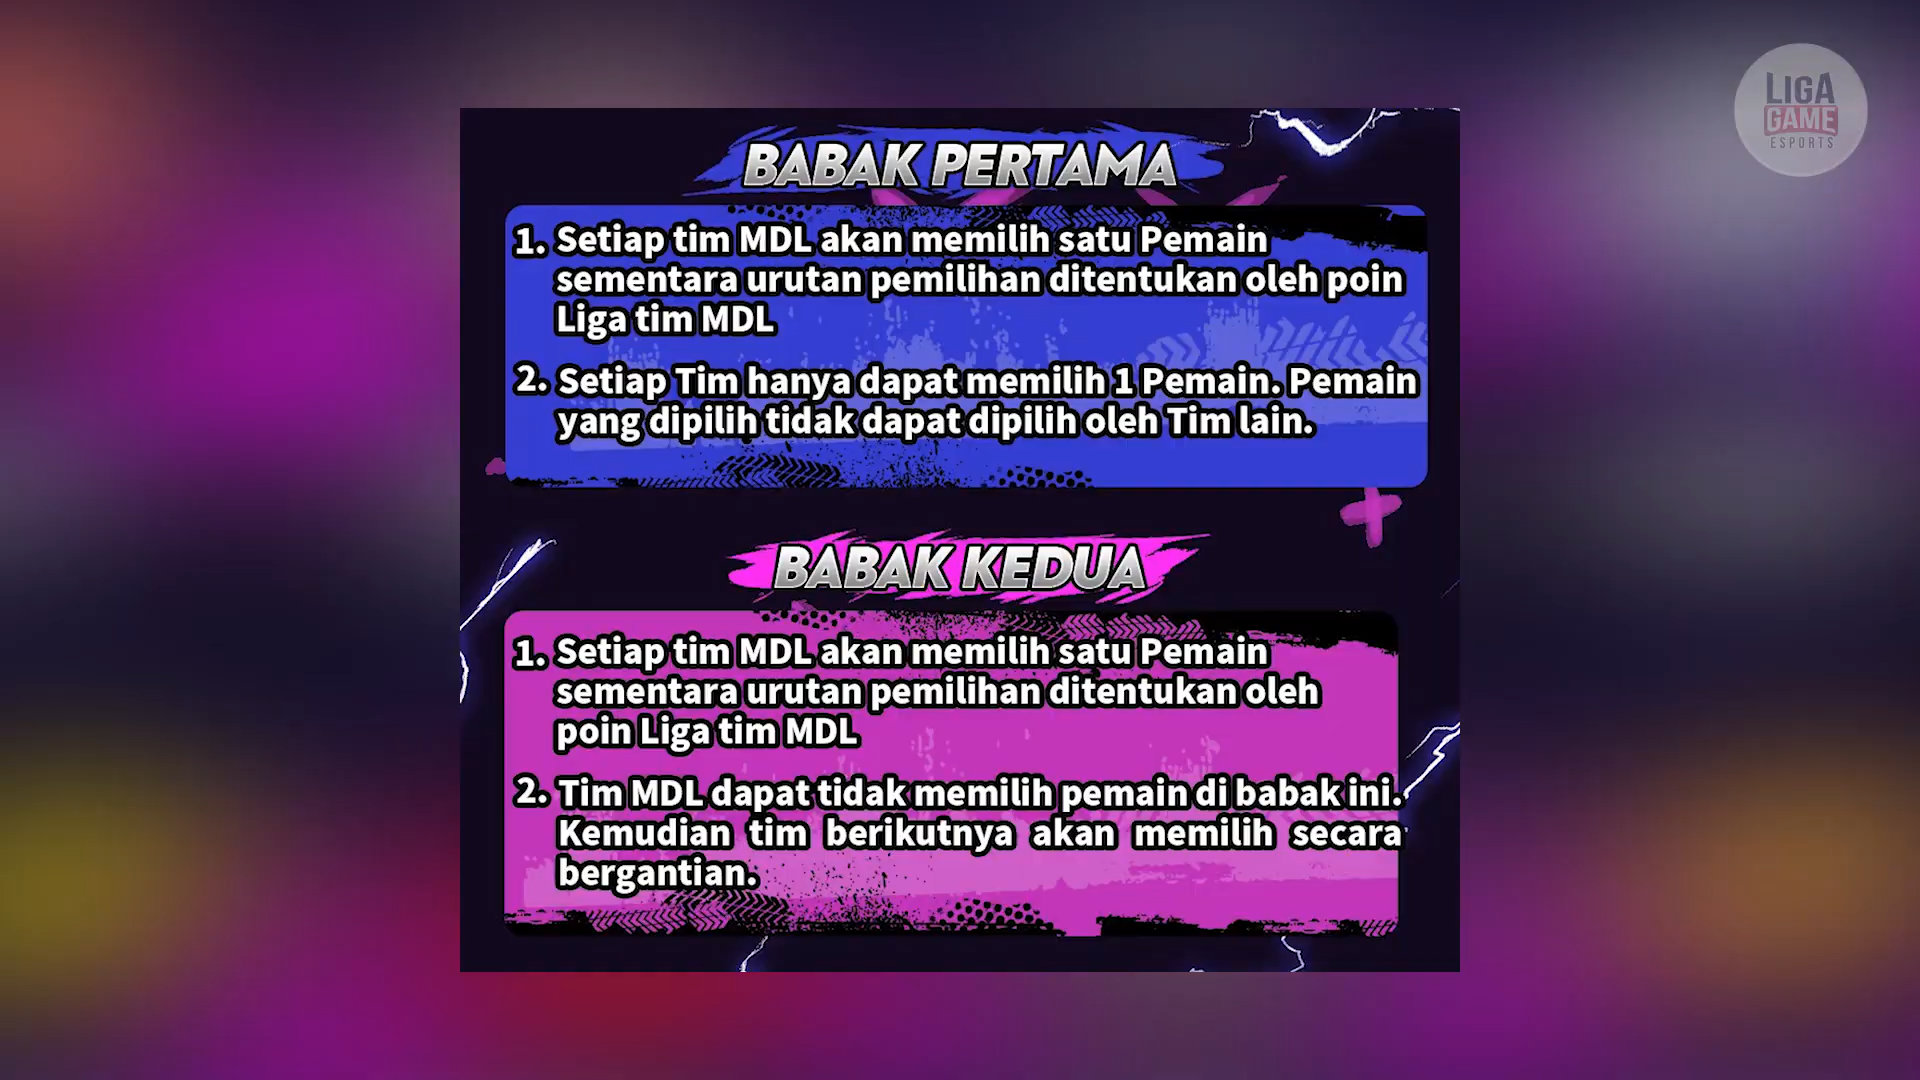 LIGA
GAME
ESPORTS
BABAK PERTAMA
1. Setiap tim MDL akan memilih satu Pemain
sementara urutan pemilihan ditentukan oleh poin
Liga tim MDL
2. Setiap Tim hanya dapat memilih 1 Pemain. Pemain
yang dipilih tidak dapat dipilih oleh Tim lain.
BABAK KEDUA
1. Setiap tim MDL akan memilih satu Pemain
sementara urutan pemilihan ditentukan oleh
poin Liga tim MDL
2. Tim MDL dapat tidak memilih pemain di babak ini.
Kemudian tim berikutnya akan memilih secara
bergantian.